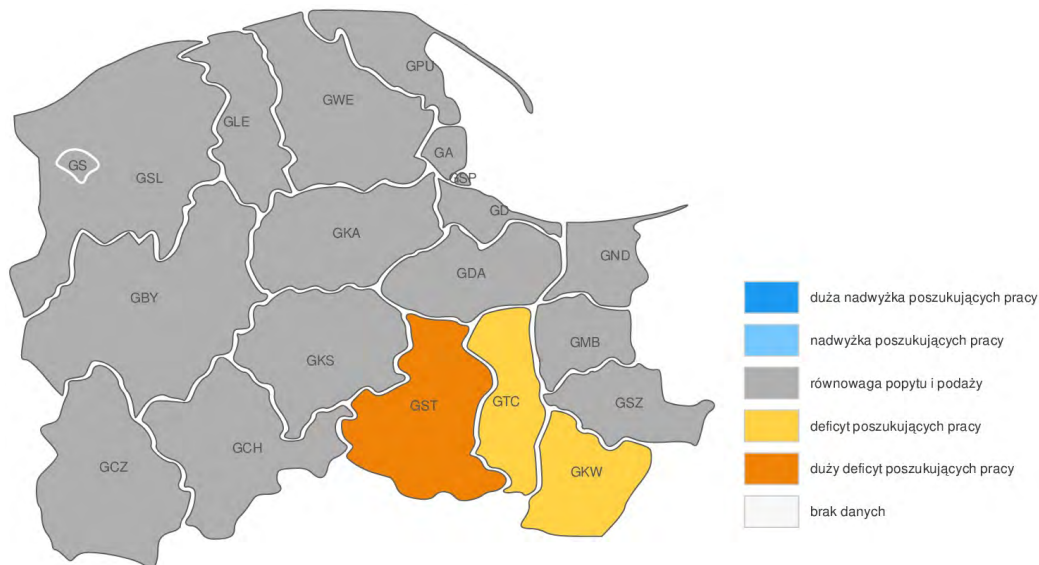 GPU
GWE
GLE
GA
GS
GSL
GSP
GD
GKA
GND
GDA
GBY
GMB
GKS
GST
GTC
GSZ
GCH
GCZ
GKW
duża nadwyżka poszukujących pracy
nadwyżka poszukujących pracy
równowaga popytu i podaży
deficyt poszukujących pracy
duży deficyt poszukujących pracy
brak danych